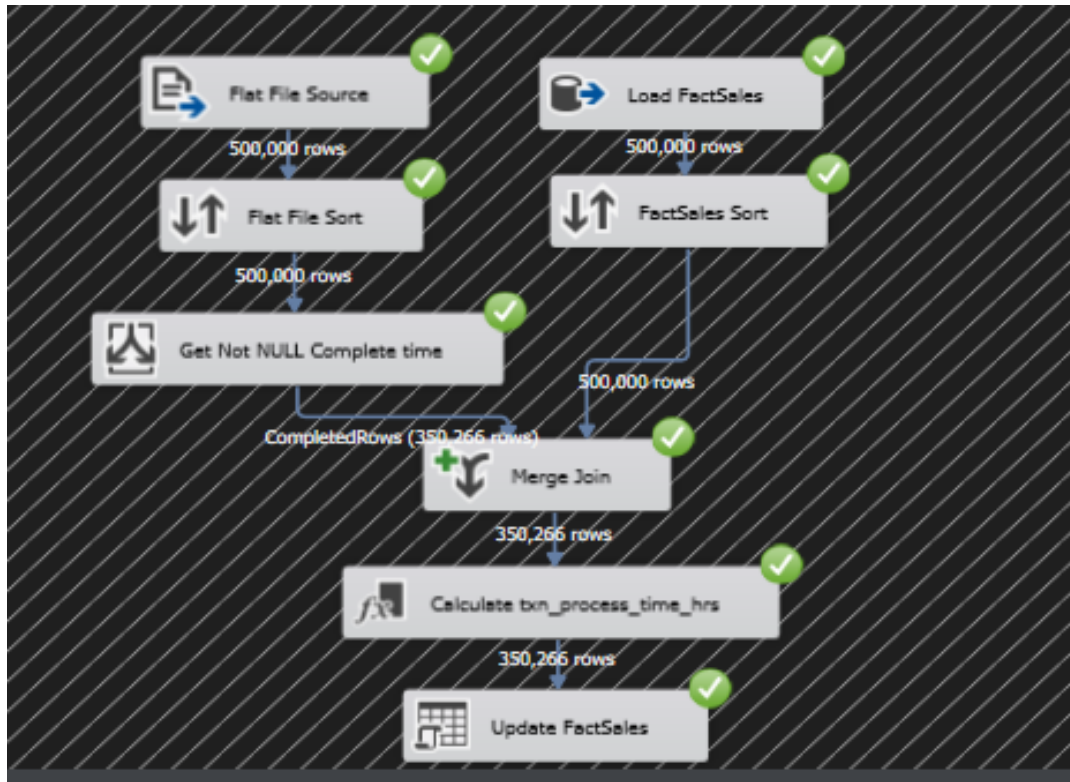 Flat File Source
Load FactSales
500,000 rows
500,000 rows
Flat File Sort
FactSales Sort
500,000 rows
Get Not NULL Complete time
500,000 rows
CompletedRows (350,266 rows)
Merge Join
350,266 rows
Calculate txn_process_time_hrs
350,266 rows
Update FactSales